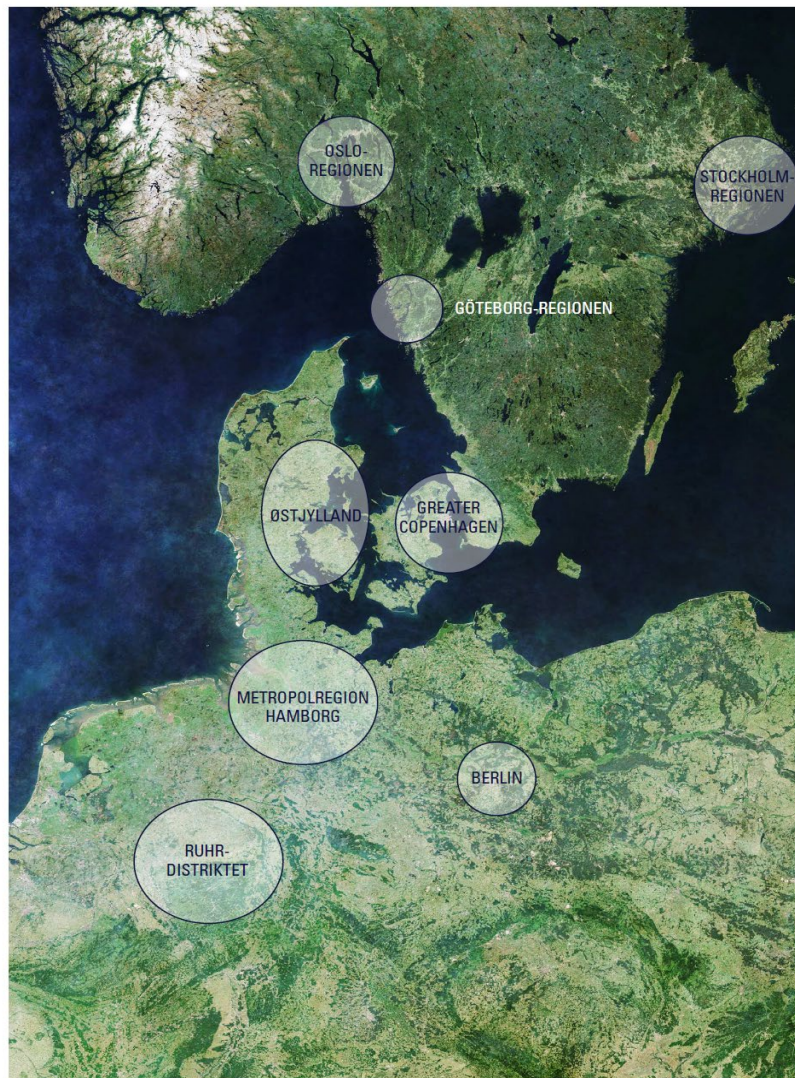 OSLO-
REGIONEN
STOCKHOLM-
REGIONEN
GÖTEBORG-REGIONEN
ØSTJYLLAND
GREATER
COPENHAGEN
METROPOLREGION
HAMBORG
BERLIN
RUHR-
DISTRIKTET